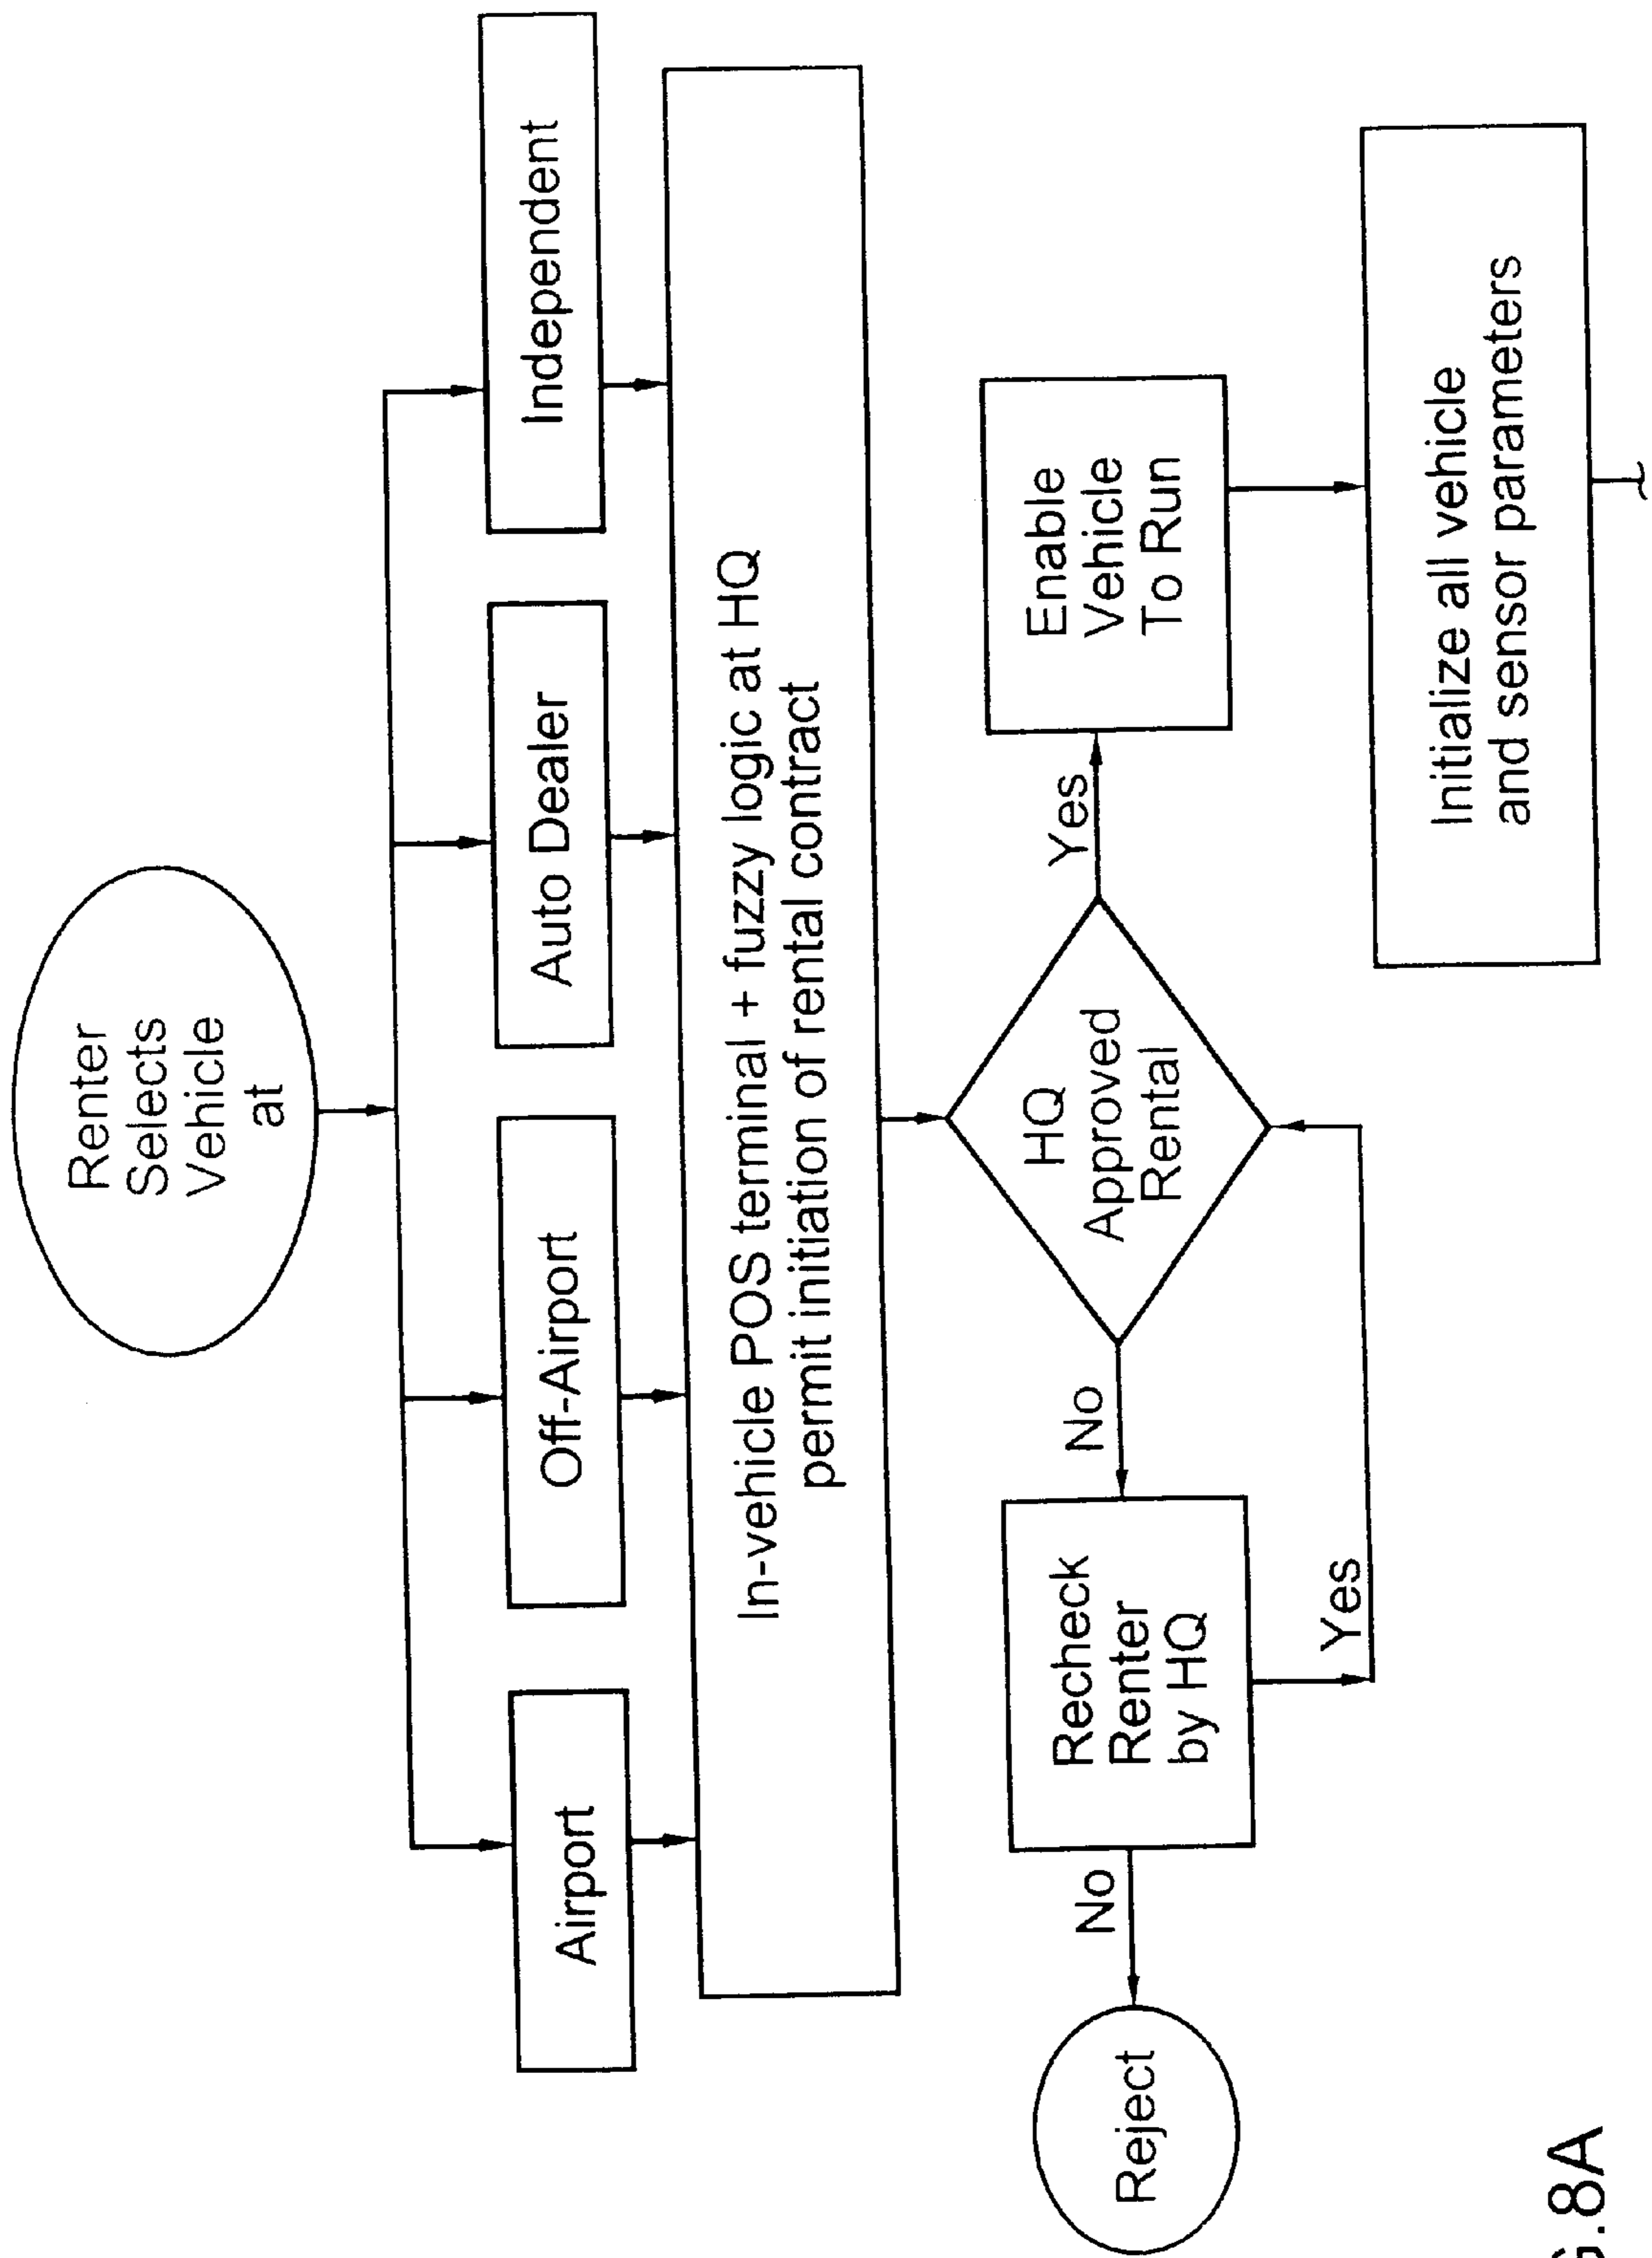 Renter
Selects
Vehicle
at
Airport
Off-Airport
Auto Dealer
Independent
In-vehicle POS terminal + fuzzy logic at HQ
permit initiation of rental contract
HQ
Approved
Rental
No
Yes
Recheck
Renter
by HQ
Enable
Vehicle
To Run
No
Reject
Yes
Initialize all vehicle
and sensor parameters
.8A